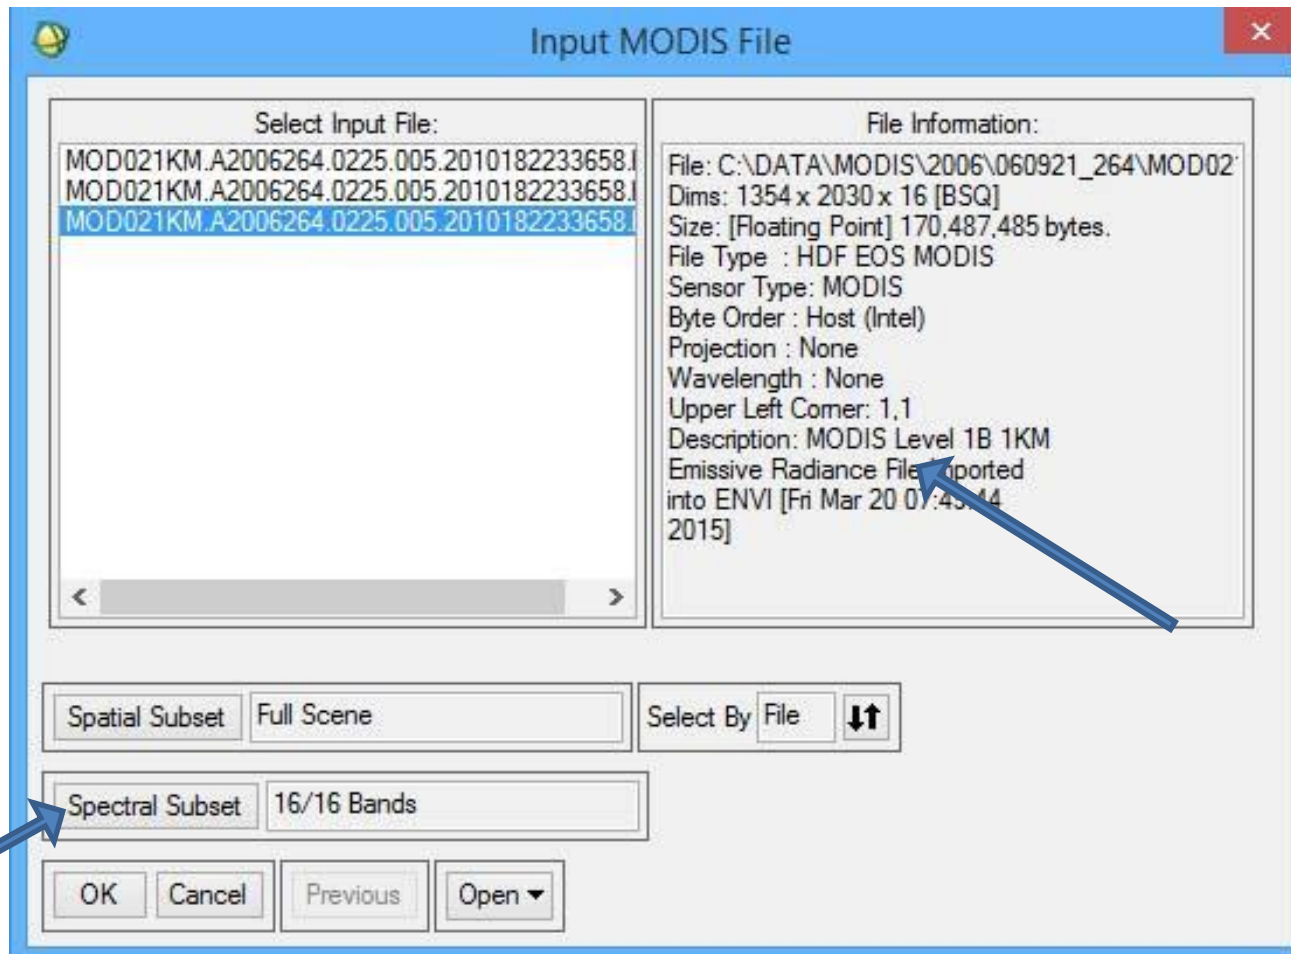 Input MODIS File
Select Input File:
MOD021KM.A2006264.0225.005.2010182233658.
MOD021KM.A2006264.0225.005.2010182233658.
MOD021KM.A2006264.0225.005.2010182233658.
File Information:
File: C:\DATA\MODIS\2006\060921_264\MOD02
Dims: 1354 x 2030 x 16 [BSQ]
Size: [Floating Point] 170,487,485 bytes.
File Type : HDF EOS MODIS
Sensor Type: MODIS
Byte Order : Host (Intel)
Projection : None
Wavelength : None
Upper Left Corner: 1,1
Description: MODIS Level 1B 1KM
Emissive Radiance File
into ENVI [Fri Mar 20
2015]
Spatial Subset Full Scene
Select By File
Spectral Subset 16/16 Bands
OK Cancel Previous Open